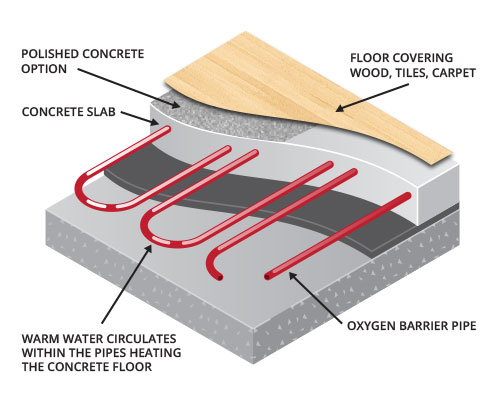 POLISHED CONCRETE
OPTION
FLOOR COVERING
WOOD, TILES, CARPET
CONCRETE SLAB
OXYGEN BARRIER PIPE
WARM WATER CIRCULATES
WITHIN THE PIPES HEATING
THE CONCRETE FLOOR